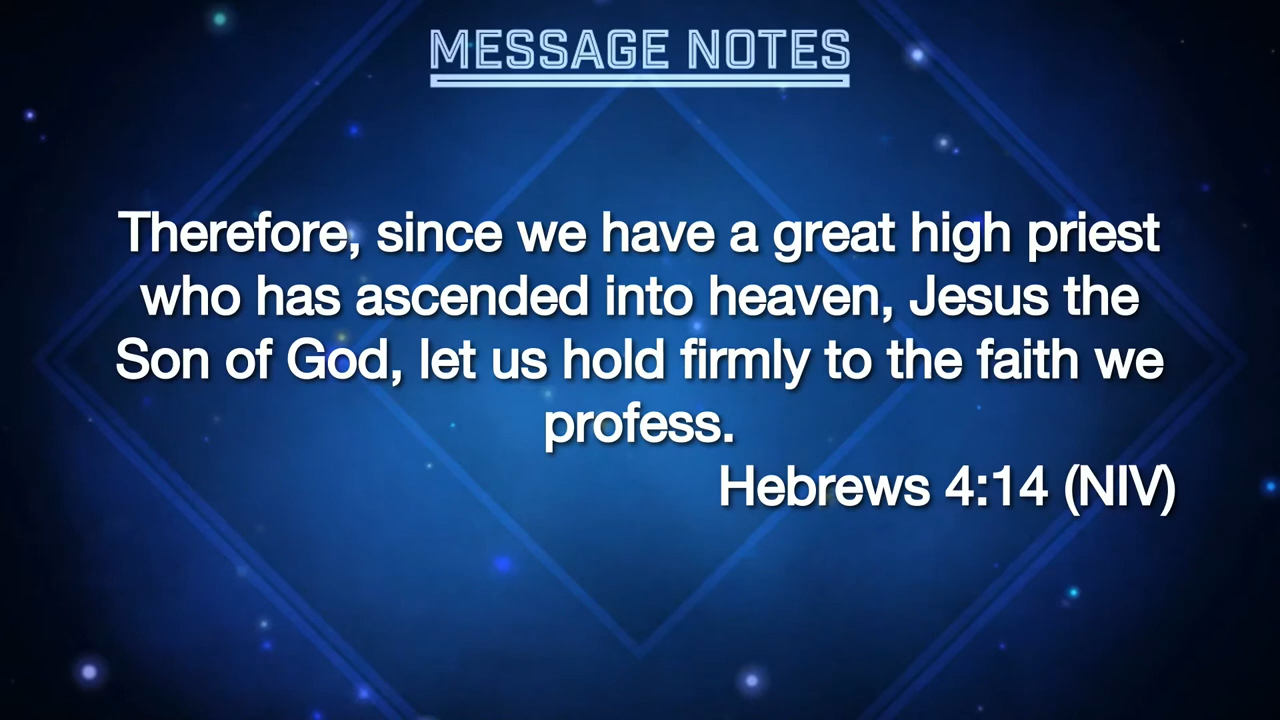 MESSAGE NOTES
Therefore, since we have a great high priest
who has ascended into heaven, Jesus the
Son of God, let us hold firmly to the faith we
profess.
Hebrews 4:14 (NIV)